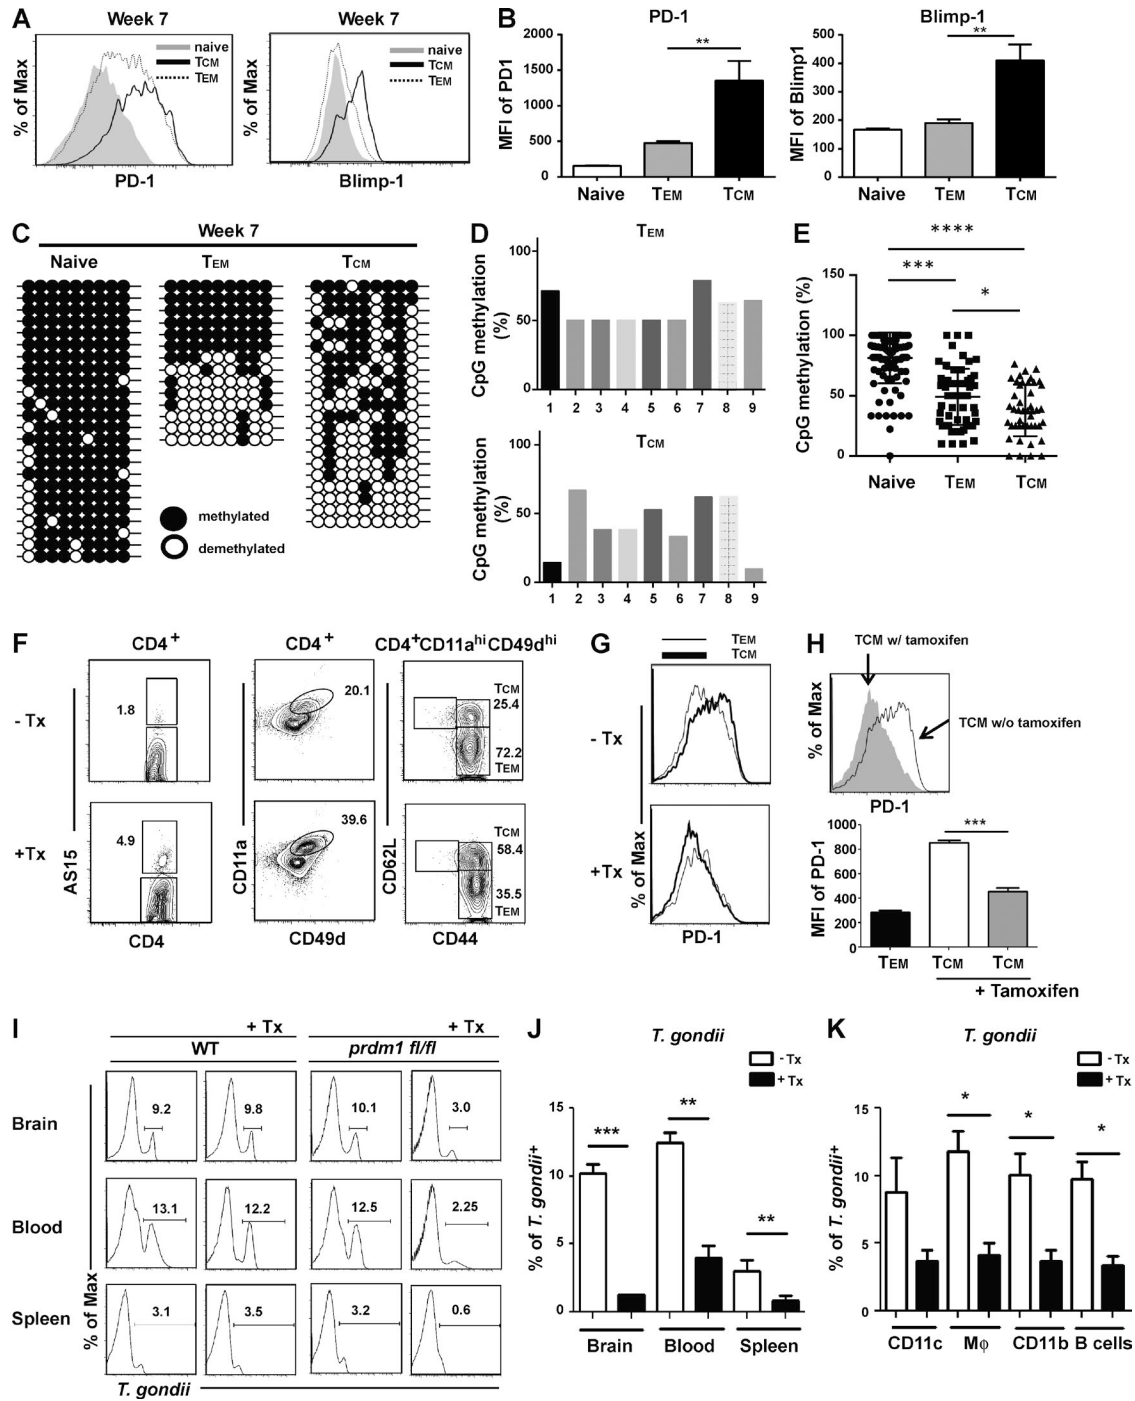 A
Week 7
Week 7
% of Max
naive
TCM
TEM
PD-1
% of Max
naive
TCM
TEM
Blimp-1
B
PD-1
MFI of PD1
2000
1500
1000
500
0
**
Naive
TEM
TCM
Blimp-1
MFI of Blimp1
500
400
300
200
100
0
**
Naive
TEM
TCM
C
Week 7
Naive
TEM
TCM
methylated
demethylated
D
TEM
CpG methylation
(%)
100
50
0
1 2 3 4 5 6 7 8 9
TCM
CpG methylation
(%)
100
50
0
1 2 3 4 5 6 7 8 9
E
****
***
*
CpG methylation (%)
150
100
50
0
Naive
TEM
TCM
F
CD4+
CD4+
CD4+CD11ahiCD49dhi
- Tx
+Tx
1.8
4.9
AS15
CD4
20.1
39.6
CD11a
CD49d
TCM
25.4
72.2
TEM
TCM
58.4
35.5
TEM
CD62L
CD44
G
TEM
TCM
- Tx
+Tx
% of Max
PD-1
H
TCM w/ tamoxifen
TCM w/o tamoxifen
% of Max
PD-1
MFI of PD-1
1000
800
600
400
200
0
***
TEM
TCM
TCM
+ Tamoxifen
I
+ Tx
+ Tx
WT
prdm1 fl/fl
Brain
9.2
9.8
10.1
3.0
Blood
13.1
12.2
12.5
2.25
Spleen
3.1
3.5
3.2
0.6
% of Max
T. gondii
J
T. gondii
- Tx
+ Tx
% of T. gondii+
15
10
5
0
***
**
**
Brain
Blood
Spleen
K
T. gondii
- Tx
+ Tx
% of T. gondii+
15
10
5
0
*
*
*
CD11c
Mφ
CD11b
B cells